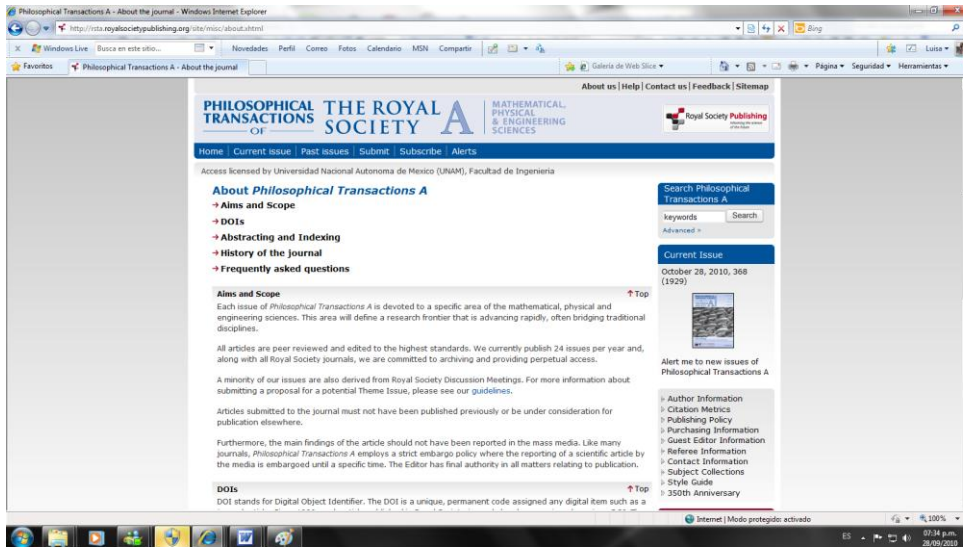 Philosophical Transactions A - About the journal - Windows Internet Explorer
http://rsta.royalsocietypublishing.org/site/misc/about.xhtml
Bing
Windows Live Busca en este sitio... Novedades Perfil Correo Fotos Calendario MSN Compartir Luisa
Favoritos Philosophical Transactions A - About the journal Galería de Web Slice Página Seguridad Herramientas
About us | Help | Contact us | Feedback | Sitemap
PHILOSOPHICAL TRANSACTIONS OF
THE ROYAL SOCIETY A
MATHEMATICAL, PHYSICAL & ENGINEERING SCIENCES
Royal Society Publishing
Informing the science of the future
Home Current issue Past issues Submit Subscribe Alerts
Access licensed by Universidad Nacional Autonoma de Mexico (UNAM), Facultad de Ingenieria
About Philosophical Transactions A
→ Aims and Scope
→ DOIs
→ Abstracting and Indexing
→ History of the journal
→ Frequently asked questions
Aims and Scope ↑ Top
Each issue of Philosophical Transactions A is devoted to a specific area of the mathematical, physical and
engineering sciences. This area will define a research frontier that is advancing rapidly, often bridging traditional
disciplines.
All articles are peer reviewed and edited to the highest standards. We currently publish 24 issues per year and,
along with all Royal Society journals, we are committed to archiving and providing perpetual access.
A minority of our issues are also derived from Royal Society Discussion Meetings. For more information about
submitting a proposal for a potential Theme Issue, please see our guidelines.
Articles submitted to the journal must not have been published previously or be under consideration for
publication elsewhere.
Furthermore, the main findings of the article should not have been reported in the mass media. Like many
journals, Philosophical Transactions A employs a strict embargo policy where the reporting of a scientific article by
the media is embargoed until a specific time. The Editor has final authority in all matters relating to publication.
DOIs ↑ Top
DOI stands for Digital Object Identifier. The DOI is a unique, permanent code assigned any digital item such as a
Search Philosophical
Transactions A
keywords Search
Advanced »
Current Issue
October 28, 2010, 368
(1929)
Alert me to new issues of
Philosophical Transactions A
Author Information
Citation Metrics
Publishing Policy
Purchasing Information
Guest Editor Information
Referee Information
Contact Information
Subject Collections
Style Guide
350th Anniversary
Internet | Modo protegido: activado 100%
ES 07:34 p.m.
28/09/2010